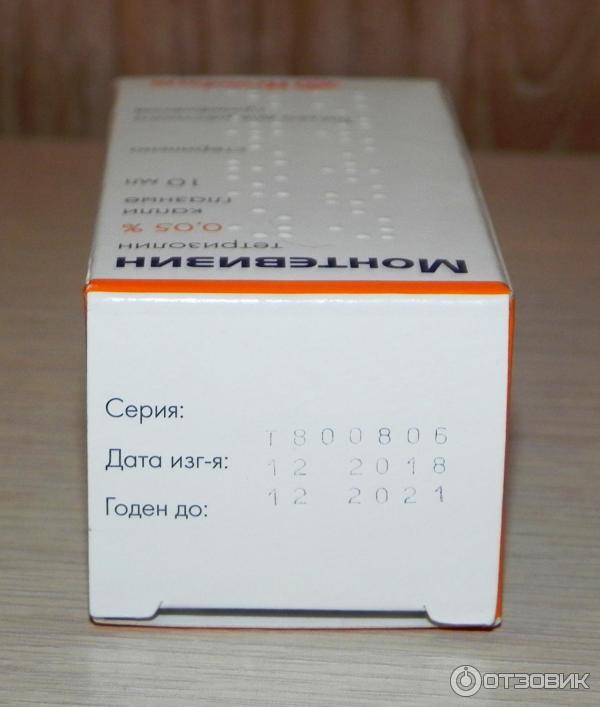 Монтевизин
тетризолин
0,05 %
капли
глазные
10 мл
стерильно
Серия:
T800806
Дата изг-я:
12 2018
Годен до:
12 2021
ОТЗОВИК